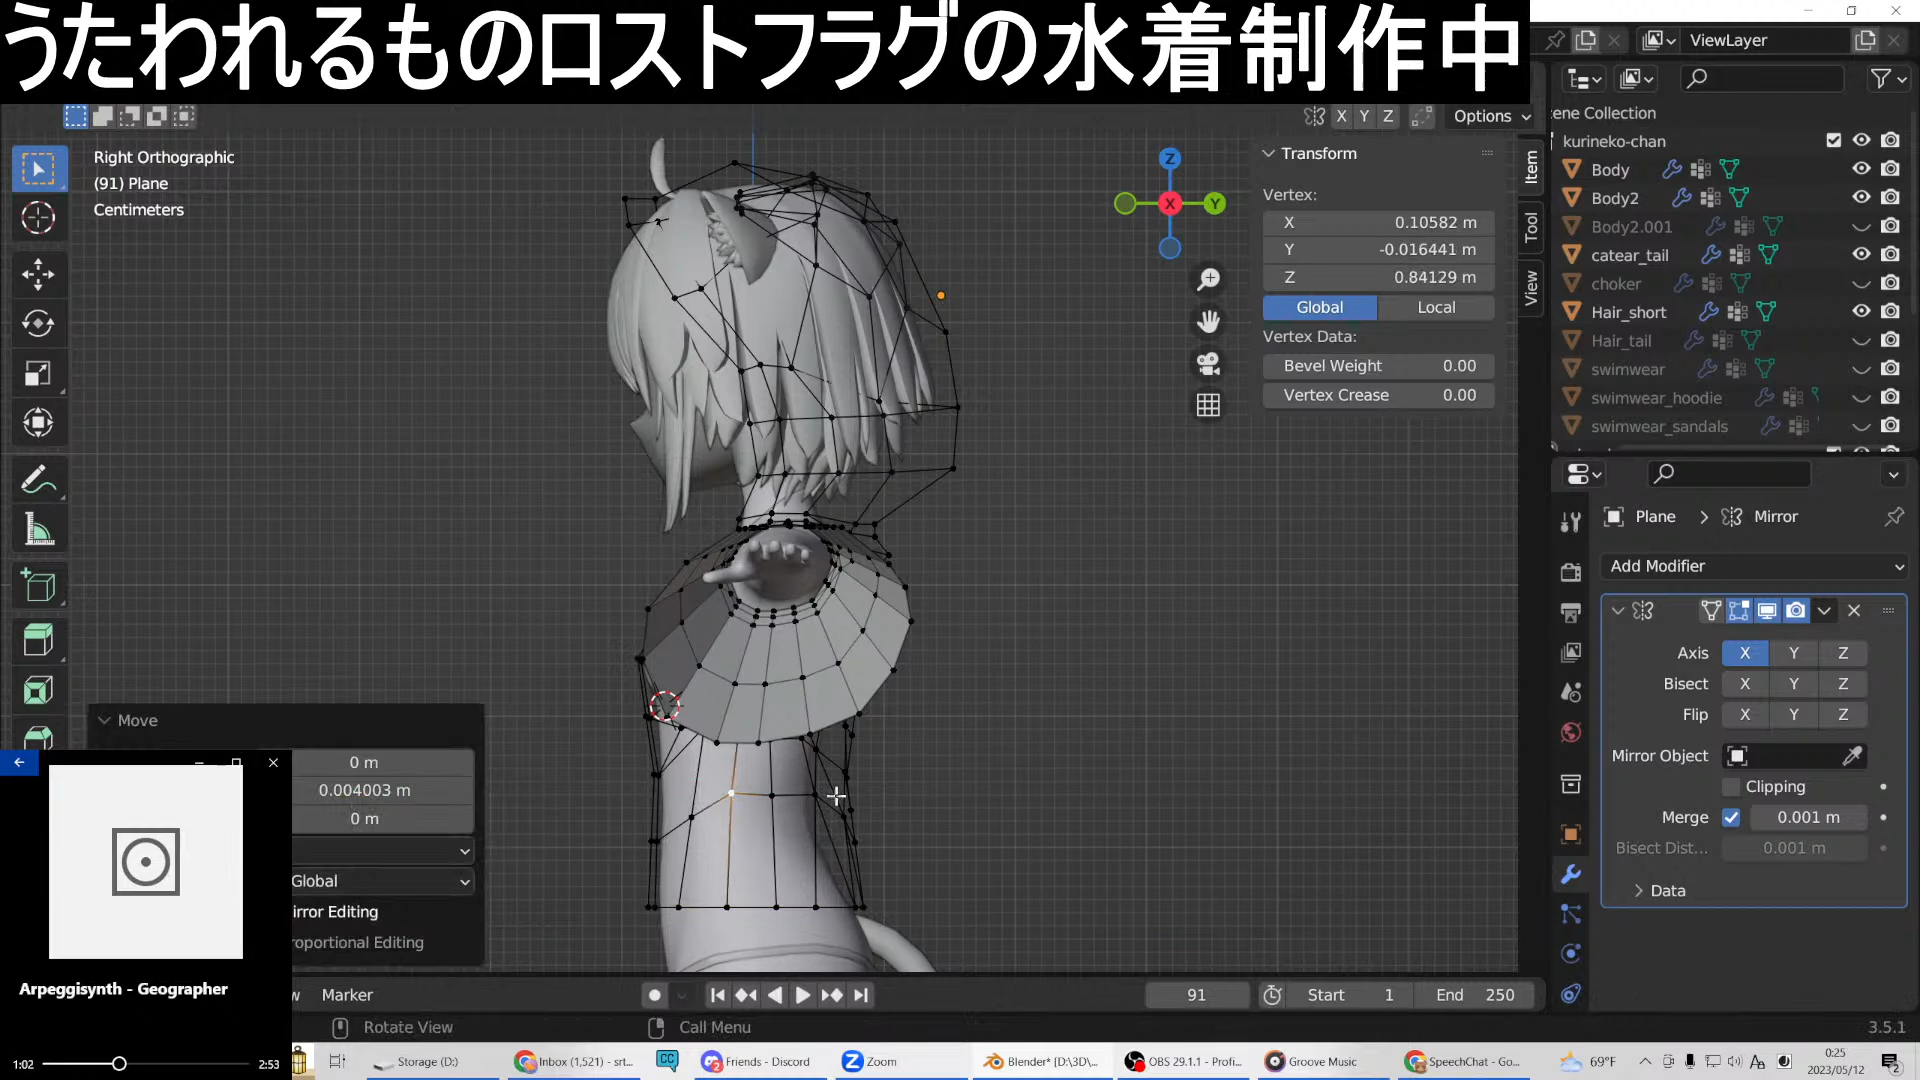 うたわれるものロストフラグの水着制作中
ViewLayer
X Y Z Options
cene Collection
kurineko-chan
Body
Body2
Body2.001
catear_tail
choker
Hair_short
Hair_tail
swimwear
swimwear_hoodie
swimwear_sandals
Right Orthographic
(91) Plane
Centimeters
Z
X
Y
Transform
Vertex:
X 0.10582 m
Y -0.016441 m
Z 0.84129 m
Global Local
Vertex Data:
Bevel Weight 0.00
Vertex Crease 0.00
Item
Tool
View
Plane > Mirror
Add Modifier
Axis X Y Z
Bisect X Y Z
Flip X Y Z
Mirror Object
Clipping
Merge 0.001 m
Bisect Dist... 0.001 m
Data
Move
0 m
0.004003 m
0 m
Global
irror Editing
roportional Editing
Arpeggisynth - Geographer
1:02 2:53
w Marker
91 Start 1 End 250
Rotate View
Call Menu
3.5.1
Storage (D:)
Inbox (1,521) - srt...
CC
Friends - Discord
Zoom
Blender* [D:\3D\...
OBS 29.1.1 - Profi...
Groove Music
SpeechChat - Go...
69°F
0:25
2023/05/12
2